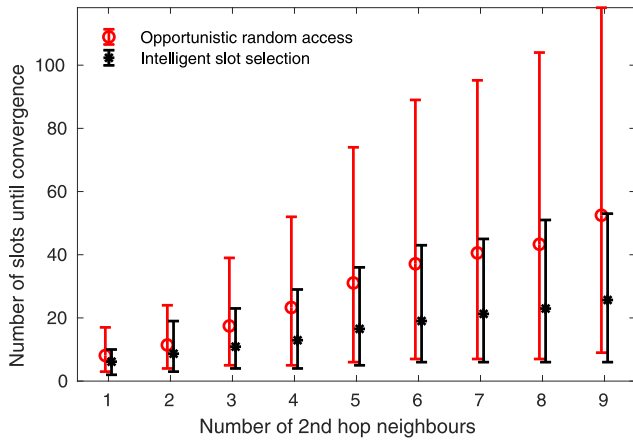 Opportunistic random access
Intelligent slot selection
Number of slots until convergence
100
80
60
40
20
0
1 2 3 4 5 6 7 8 9
Number of 2nd hop neighbours